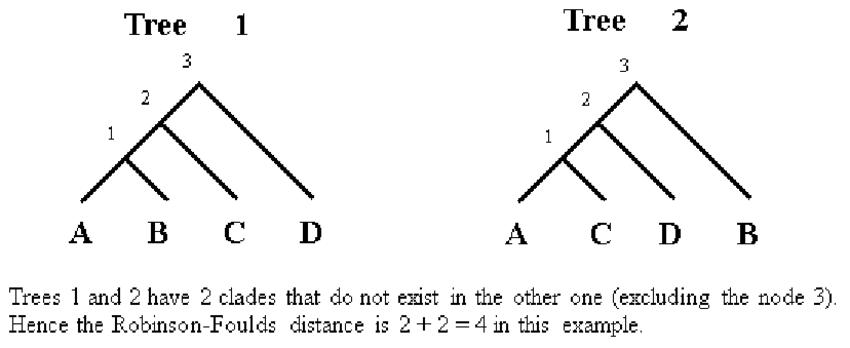 Tree 1
3
2
1
A B C D
Tree 2
3
2
1
A C D B
Trees 1 and 2 have 2 clades that do not exist in the other one (excluding the node 3).
Hence the Robinson-Foulds distance is 2 + 2 = 4 in this example.